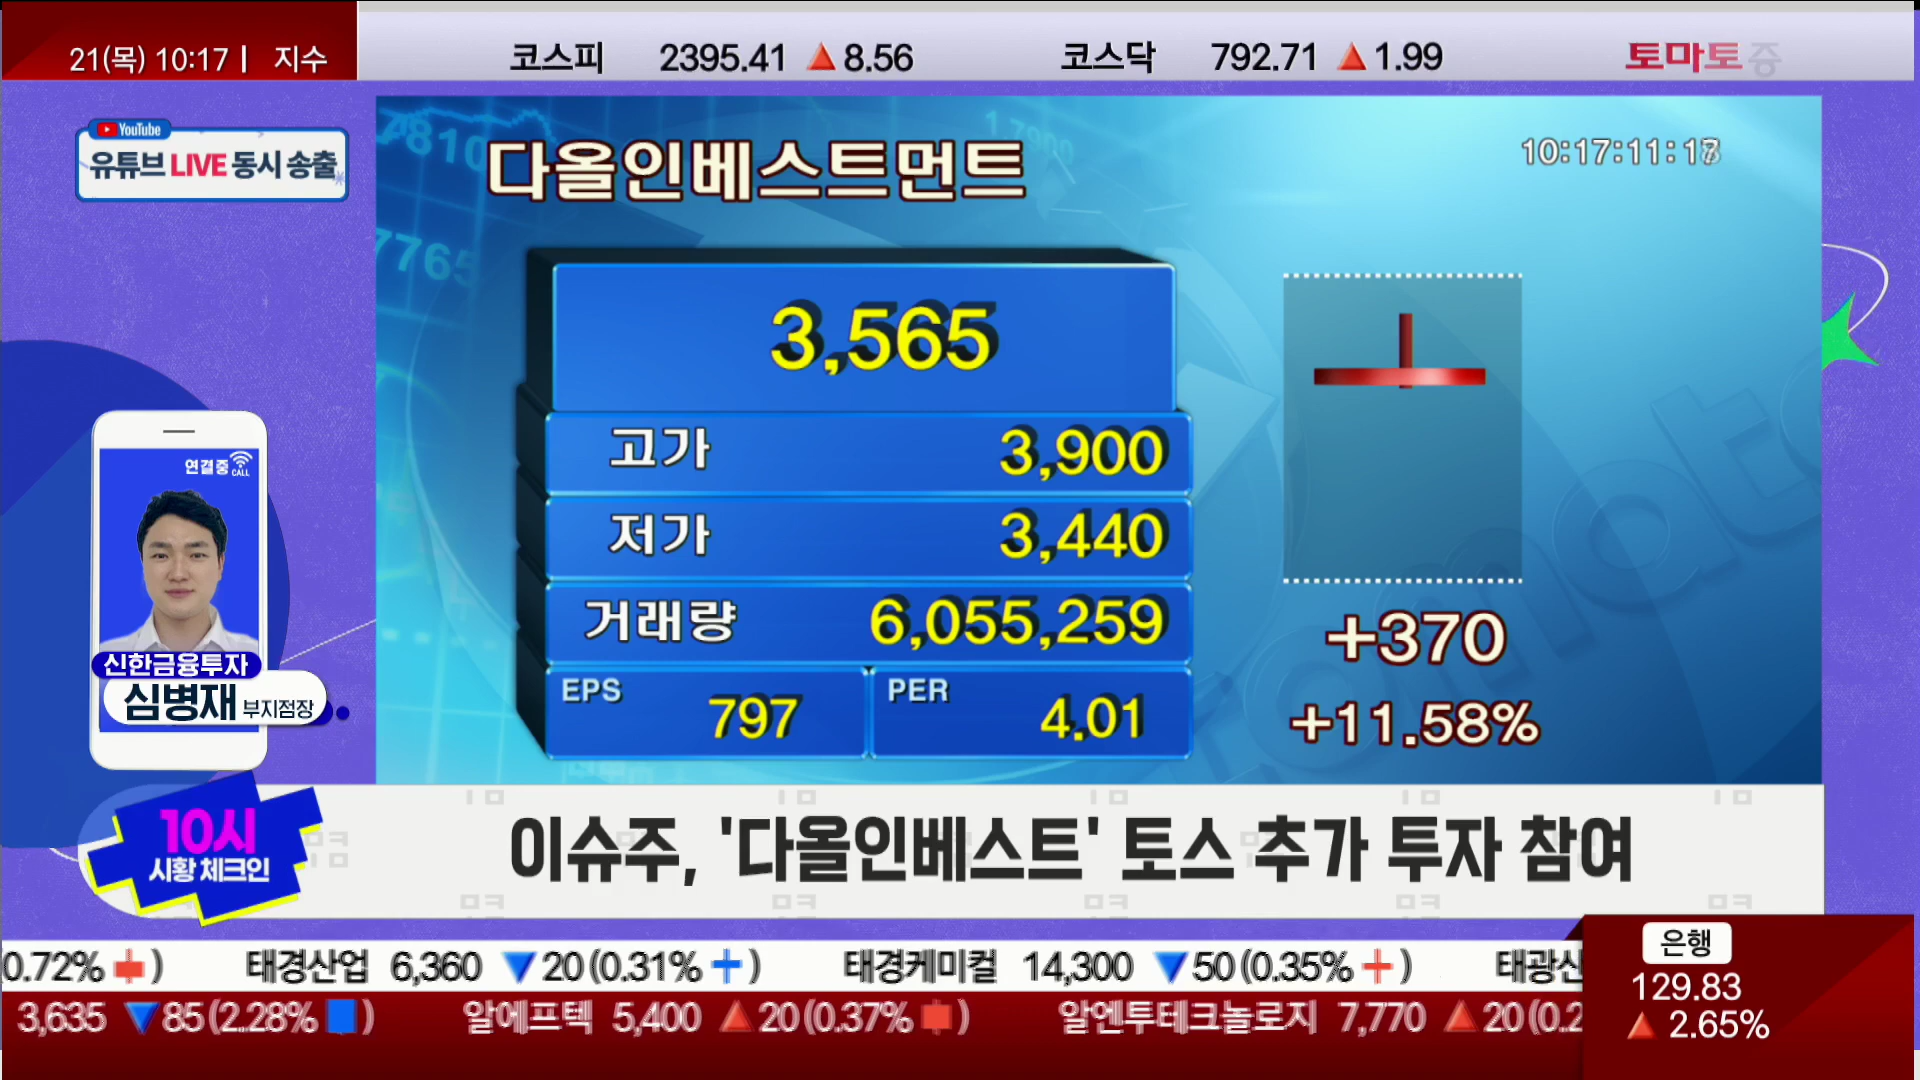 21(목) 10:17 | 지수
코스피 2395.41 ▲ 8.56
코스닥 792.71 ▲ 1.99
토마토증
YouTube
유튜브 LIVE 동시 송출
다올인베스트먼트
10:17:11:1
3,565
고가 3,900
저가 3,440
거래량 6,055,259
EPS 797
PER 4.01
+370
+11.58%
연결중
CALL
신한금융투자
심병재 부지점장
10시
시황 체크인
이슈주, '다올인베스트' 토스 추가 투자 참여
0.72% ) 태경산업 6,360 ▼20(0.31% ) 태경케미컬 14,300 ▼50(0.35% ) 태광산
3,635 ▼85(2.28% ) 알에프텍 5,400 ▲20(0.37% ) 알엔투테크놀로지 7,770 ▲20(0.2
은행
129.83
▲ 2.65%